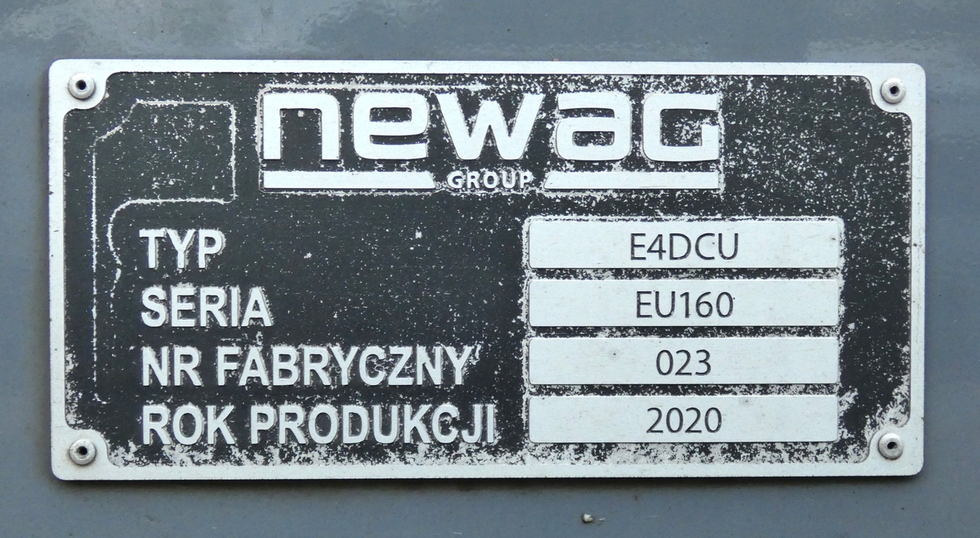 newag
GROUP
TYP E4DCU
SERIA EU160
NR FABRYCZNY 023
ROK PRODUKCJI 2020